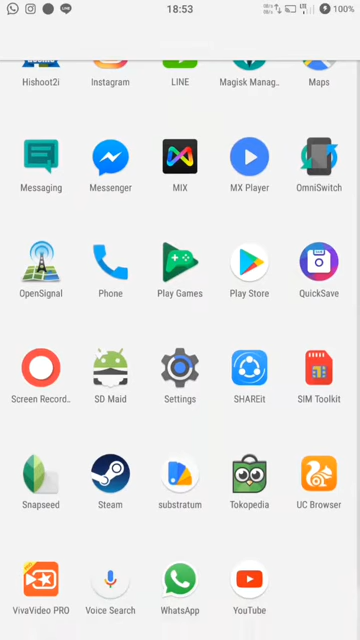 18:53 100%
Hishoot2i Instagram LINE Magisk Manag.. Maps
Messaging Messenger MIX MX Player OmniSwitch
OpenSignal Phone Play Games Play Store QuickSave
Screen Record.. SD Maid Settings SHAREit SIM Toolkit
Snapseed Steam substratum Tokopedia UC Browser
VivaVideo PRO Voice Search WhatsApp YouTube